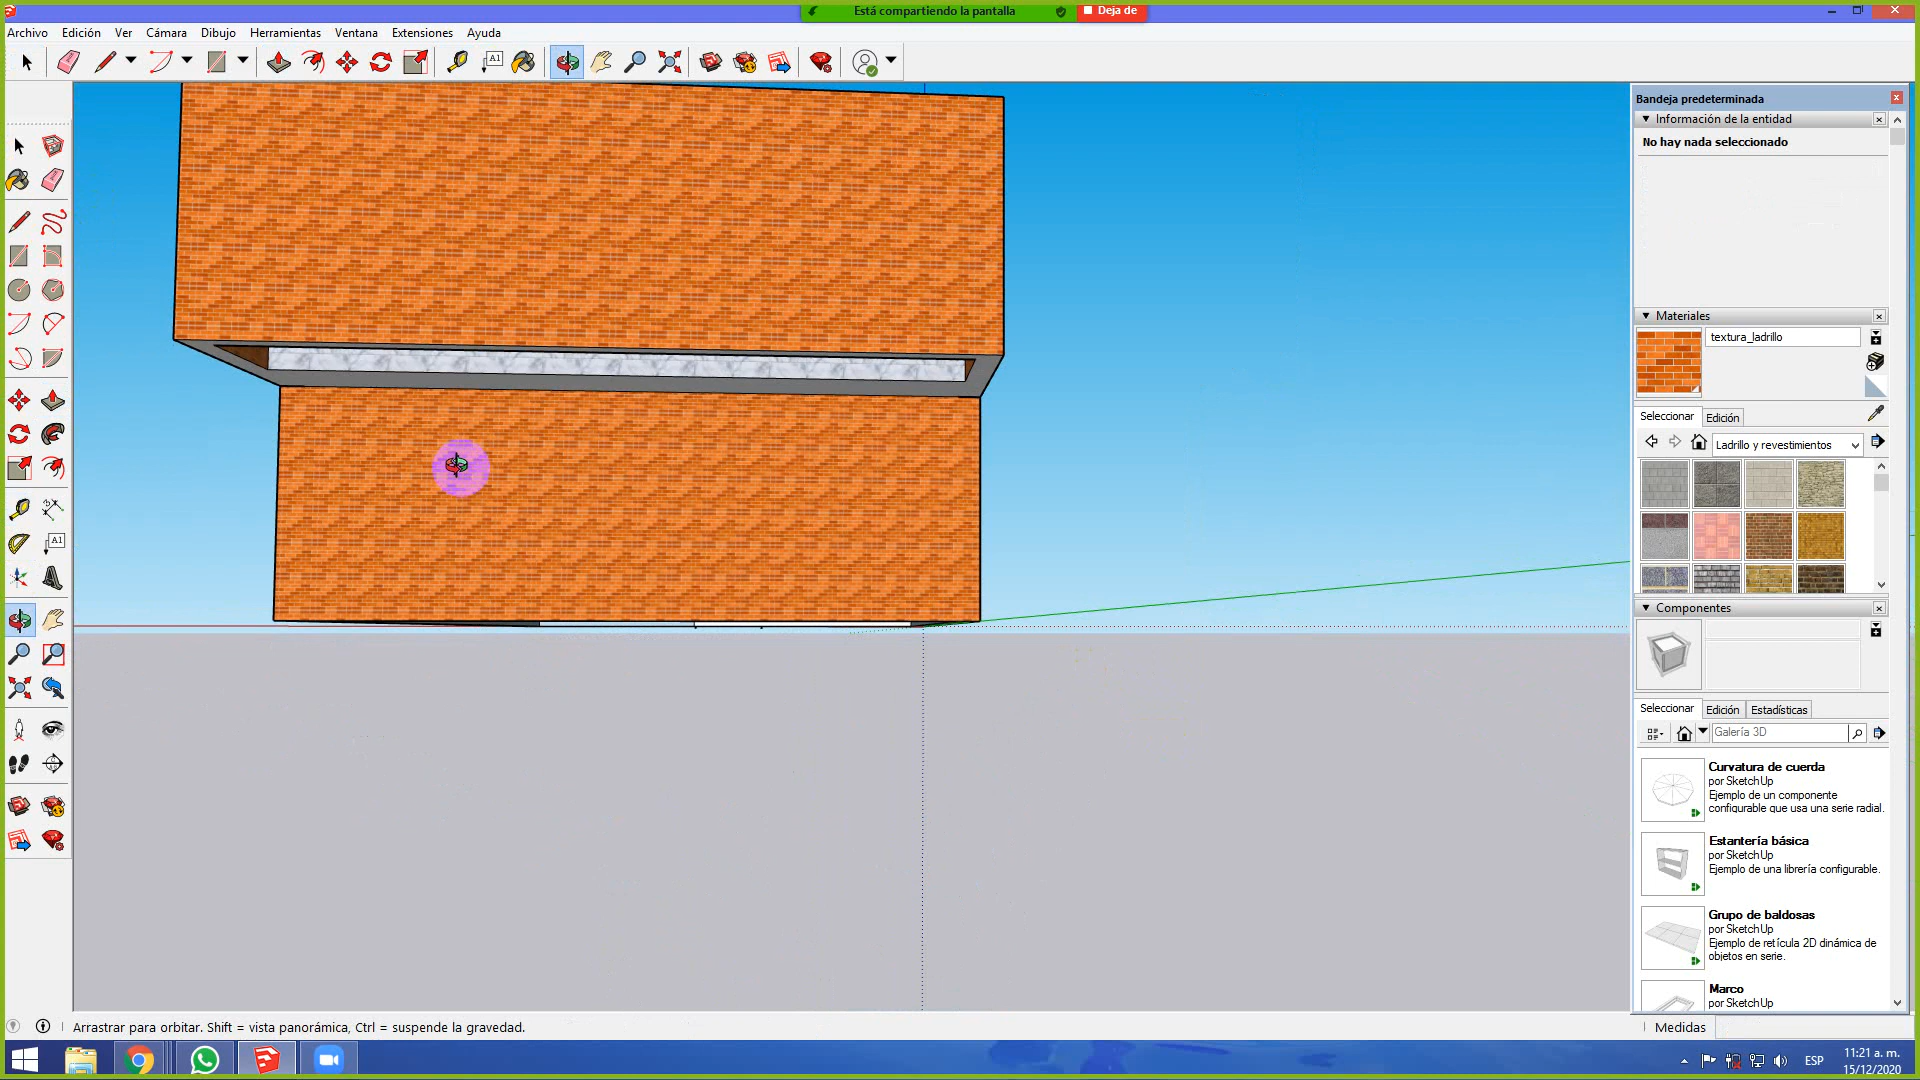 Está compartiendo la pantalla
Deja de
Archivo Edición Ver Cámara Dibujo Herramientas Ventana Extensiones Ayuda
A1
Bandeja predeterminada
Información de la entidad
No hay nada seleccionado
A1
Materiales
textura_ladrillo
Seleccionar Edición
Ladrillo y revestimientos
Componentes
Seleccionar Edición Estadísticas
Galería 3D
Curvatura de cuerda
por SketchUp
Ejemplo de un componente
configurable que usa una serie radial.
Estantería básica
por SketchUp
Ejemplo de una librería configurable.
Grupo de baldosas
por SketchUp
Ejemplo de retícula 2D dinámica de
objetos en serie.
Marco
por SketchUp
Arrastrar para orbitar. Shift = vista panorámica, Ctrl = suspende la gravedad.
Medidas
ESP
11:21 a. m.
15/12/2020